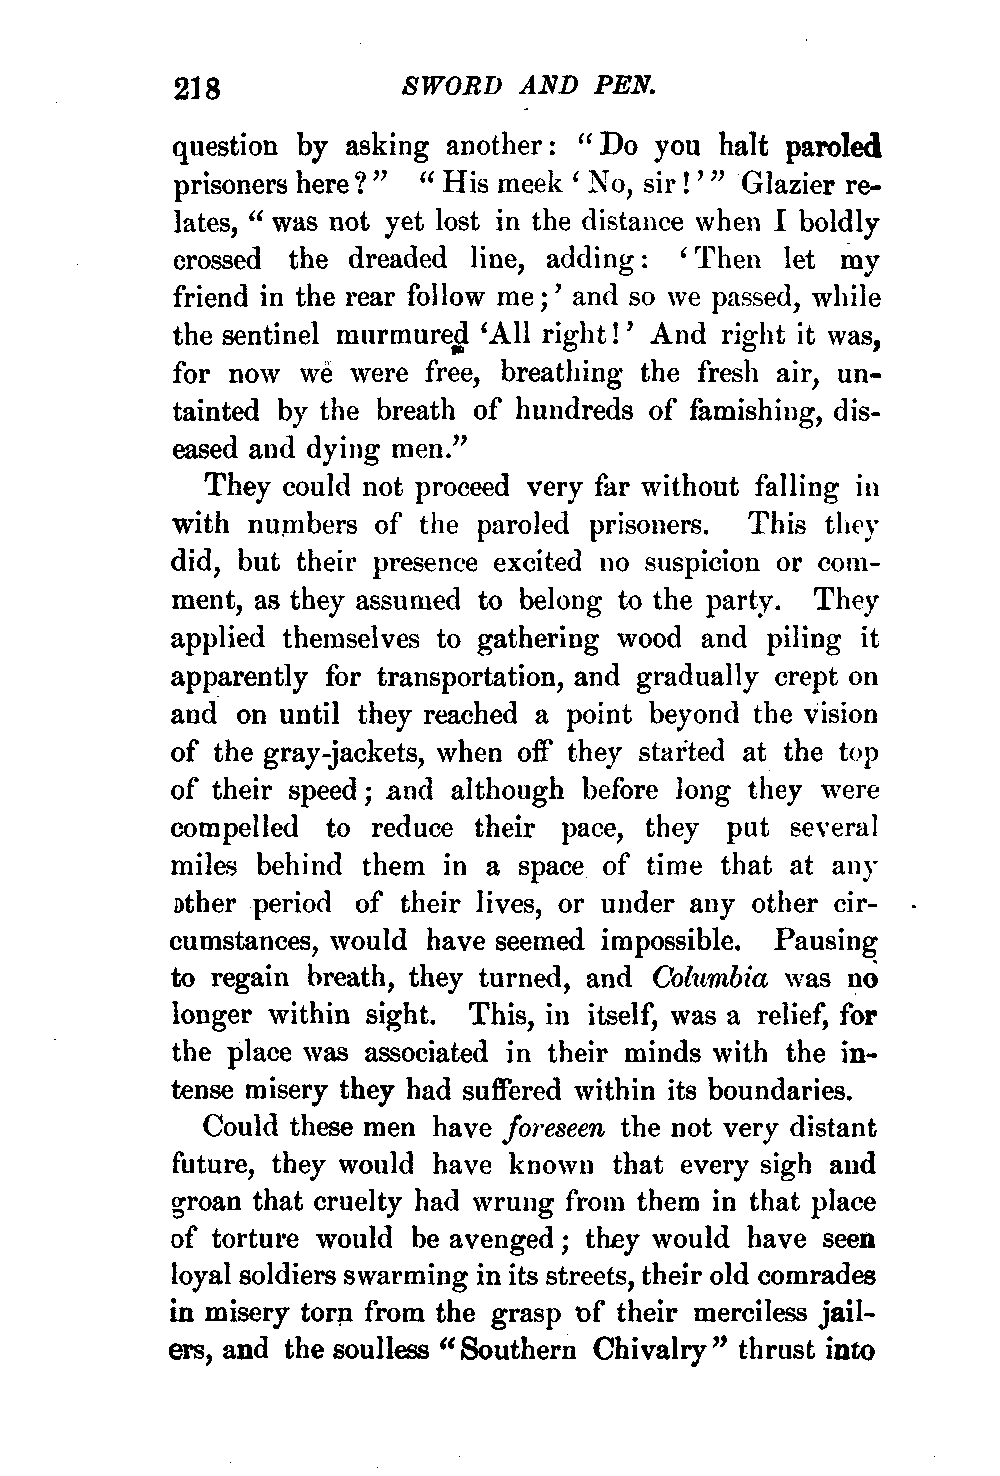 218 SWORD AND PEN.
question by asking another: "Do you halt paroled
prisoners here?" "His meek 'No, sir!'" Glazier re-
lates, "was not yet lost in the distance when I boldly
crossed the dreaded line, adding: 'Then let my
friend in the rear follow me;' and so we passed, while
the sentinel murmured 'All right!' And right it was,
for now we were free, breathing the fresh air, un-
tainted by the breath of hundreds of famishing, dis-
eased and dying men."
They could not proceed very far without falling in
with numbers of the paroled prisoners. This they
did, but their presence excited no suspicion or com-
ment, as they assumed to belong to the party. They
applied themselves to gathering wood and piling it
apparently for transportation, and gradually crept on
and on until they reached a point beyond the vision
of the gray-jackets, when off they started at the top
of their speed; and although before long they were
compelled to reduce their pace, they put several
miles behind them in a space of time that at any
other period of their lives, or under any other cir-
cumstances, would have seemed impossible. Pausing
to regain breath, they turned, and Columbia was no
longer within sight. This, in itself, was a relief, for
the place was associated in their minds with the in-
tense misery they had suffered within its boundaries.
Could these men have foreseen the not very distant
future, they would have known that every sigh and
groan that cruelty had wrung from them in that place
of torture would be avenged; they would have seen
loyal soldiers swarming in its streets, their old comrades
in misery torn from the grasp of their merciless jail-
ers, and the soulless "Southern Chivalry" thrust into